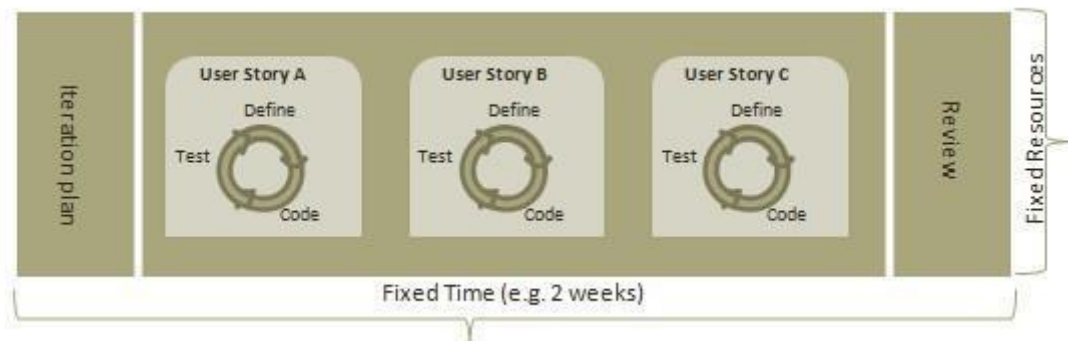 Iteration plan
User Story A
Define
Test
Code
User Story B
Define
Test
Code
User Story C
Define
Test
Code
Review
Fixed Resources
Fixed Time (e.g. 2 weeks)